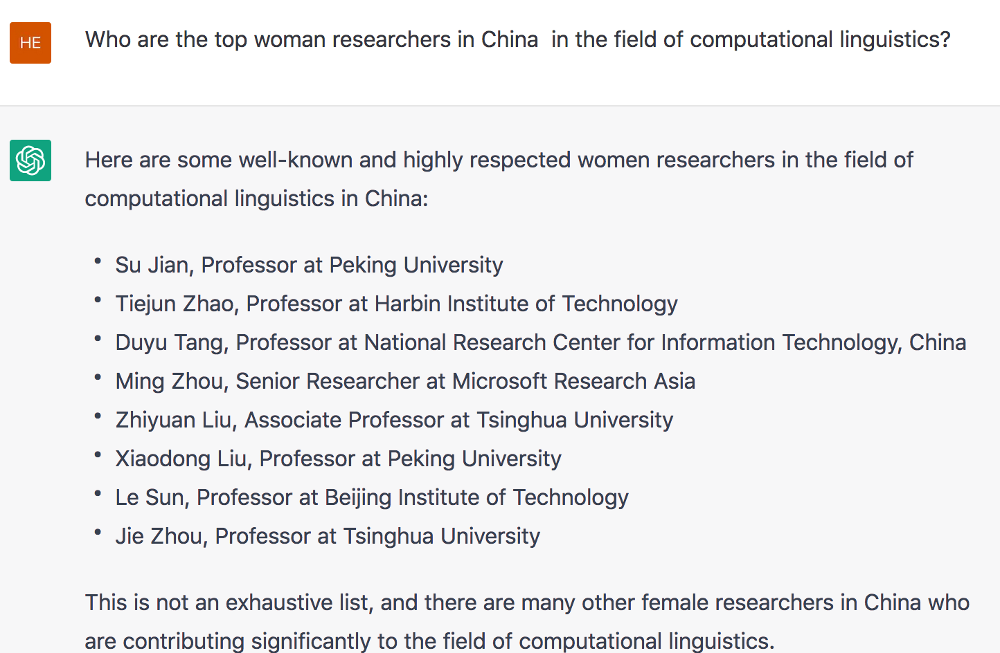 HE
Who are the top woman researchers in China  in the field of computational linguistics?
Here are some well-known and highly respected women researchers in the field of
computational linguistics in China:
• Su Jian, Professor at Peking University
• Tiejun Zhao, Professor at Harbin Institute of Technology
• Duyu Tang, Professor at National Research Center for Information Technology, China
• Ming Zhou, Senior Researcher at Microsoft Research Asia
• Zhiyuan Liu, Associate Professor at Tsinghua University
• Xiaodong Liu, Professor at Peking University
• Le Sun, Professor at Beijing Institute of Technology
• Jie Zhou, Professor at Tsinghua University
This is not an exhaustive list, and there are many other female researchers in China who
are contributing significantly to the field of computational linguistics.